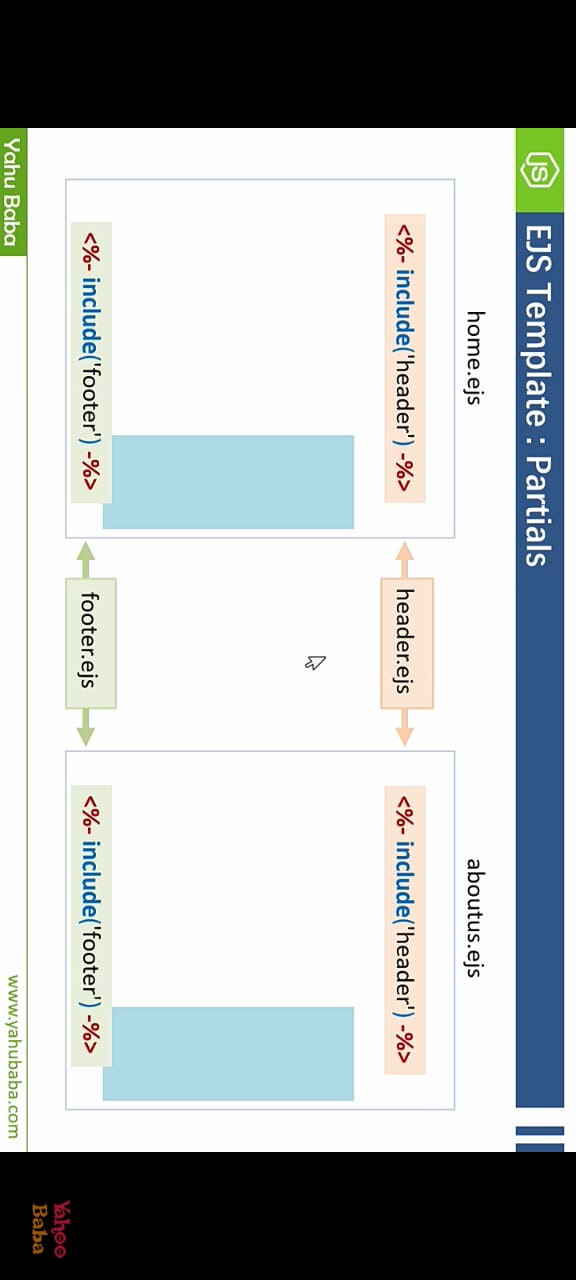 JS
EJS Template : Partials
home.ejs
aboutus.ejs
<%- include('header') -%>
header.ejs
<%- include('header') -%>
<%- include('footer') -%>
footer.ejs
<%- include('footer') -%>
Yahu Baba
www.yahubaba.com
Yahoo
Baba